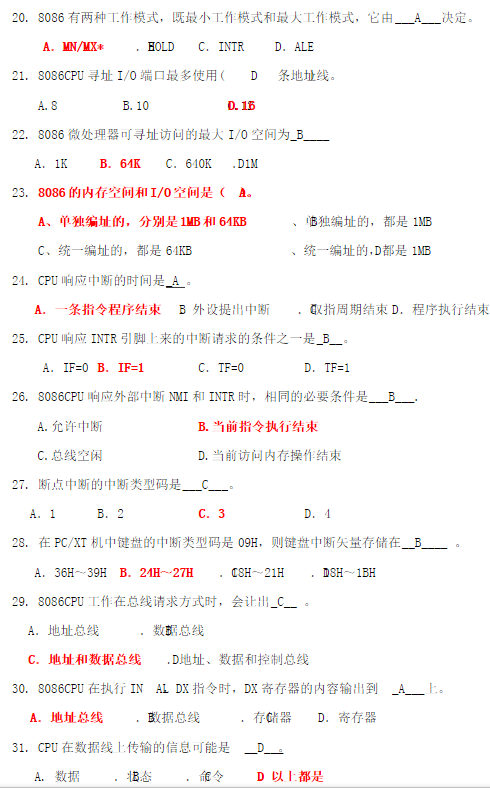 20. 8086有两种工作模式，既最小工作模式和最大工作模式，它由___A___决定。
A. MN/MX* B. HOLD C. INTR D. ALE
21. 8086CPU寻址I/O端口最多使用( D 条地址线。
A.8 B.10 D.16
22. 8086微处理器可寻址访问的最大I/O空间为_B____
A. 1K B. 64K C. 640K .D1M
23. 8086的内存空间和I/O空间是（ A。
A、单独编址的，分别是1MB和64KB 、B单独编址的，都是1MB
C、统一编址的，都是64KB 、统一编址的,D都是1MB
24. CPU响应中断的时间是_A_。
A. 一条指令程序结束 B 外设提出中断 . C取指周期结束 D. 程序执行结束
25. CPU响应INTR引脚上来的中断请求的条件之一是_B__。
A. IF=0 B. IF=1 C. TF=0 D. TF=1
26. 8086CPU响应外部中断NMI和INTR时，相同的必要条件是___B___.
A.允许中断 B.当前指令执行结束
C.总线空闲 D.当前访问内存操作结束
27. 断点中断的中断类型码是___C___。
A. 1 B. 2 C. 3 D. 4
28. 在PC/XT机中键盘的中断类型码是09H，则键盘中断矢量存储在__B____ 。
A. 36H～39H B. 24H～27H . C18H～21H . D18H～1BH
29. 8086CPU工作在总线请求方式时，会让出_C__ 。
A. 地址总线 . B数据总线
C. 地址和数据总线 .D地址、数据和控制总线
30. 8086CPU在执行IN AL DX指令时，DX寄存器的内容输出到 _A___上。
A. 地址总线 . B数据总线 . 存C储器 D. 寄存器
31. CPU在数据线上传输的信息可能是 __D___。
A. 数据 . 状B态 . 命C令 D 以上都是